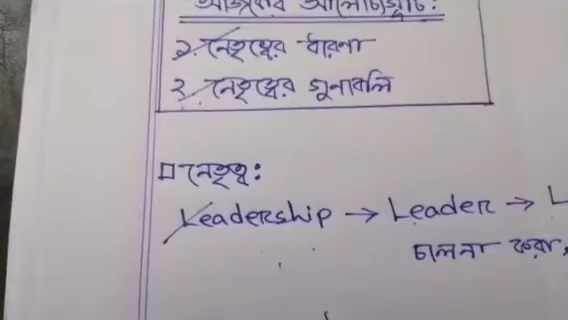 আজকের আলোচ্যসূচি:
১. নেতৃত্বের ধারণা
২. নেতৃত্বের গুনাবলি
□ নেতৃত্ব:
Leadership → Leader → L
চালনা করা,